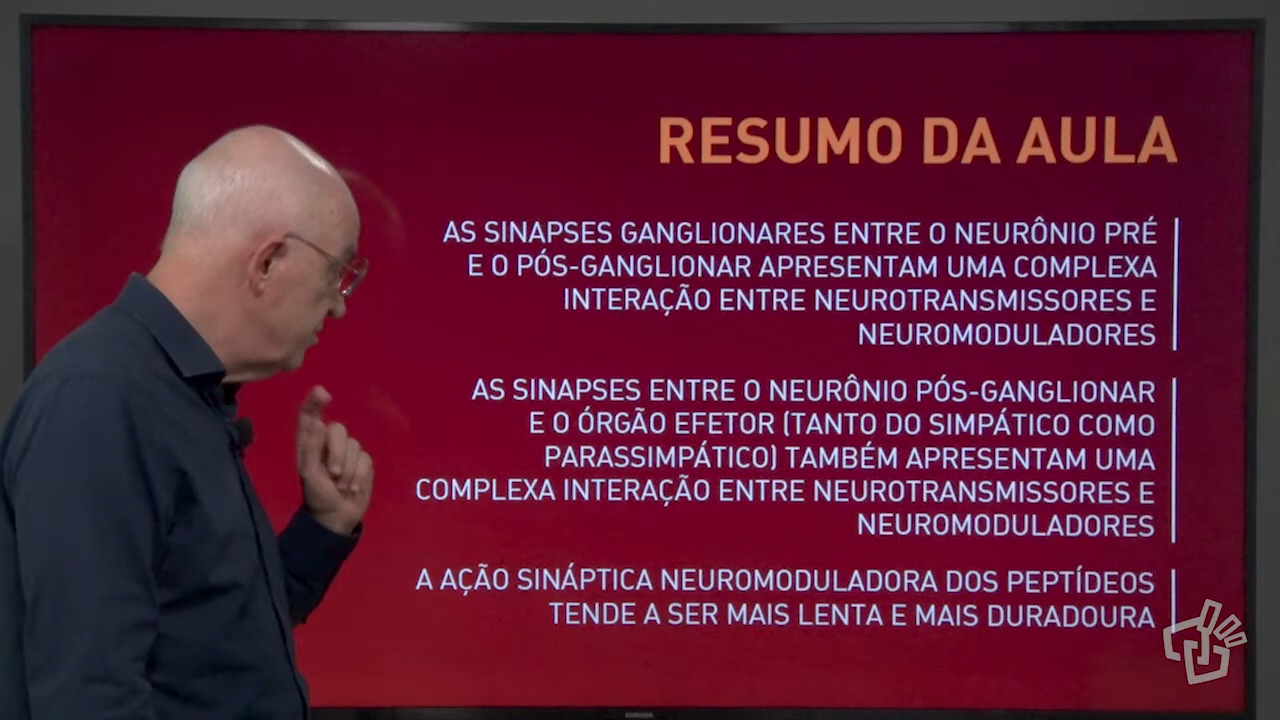 RESUMO DA AULA
AS SINAPSES GANGLIONARES ENTRE O NEURÔNIO PRÉ
E O PÓS-GANGLIONAR APRESENTAM UMA COMPLEXA
INTERAÇÃO ENTRE NEUROTRANSMISSORES E
NEUROMODULADORES
AS SINAPSES ENTRE O NEURÔNIO PÓS-GANGLIONAR
E O ÓRGÃO EFETOR (TANTO DO SIMPÁTICO COMO
PARASSIMPÁTICO) TAMBÉM APRESENTAM UMA
COMPLEXA INTERAÇÃO ENTRE NEUROTRANSMISSORES E
NEUROMODULADORES
A AÇÃO SINÁPTICA NEUROMODULADORA DOS PEPTÍDEOS
TENDE A SER MAIS LENTA E MAIS DURADOURA
SAMSUNG